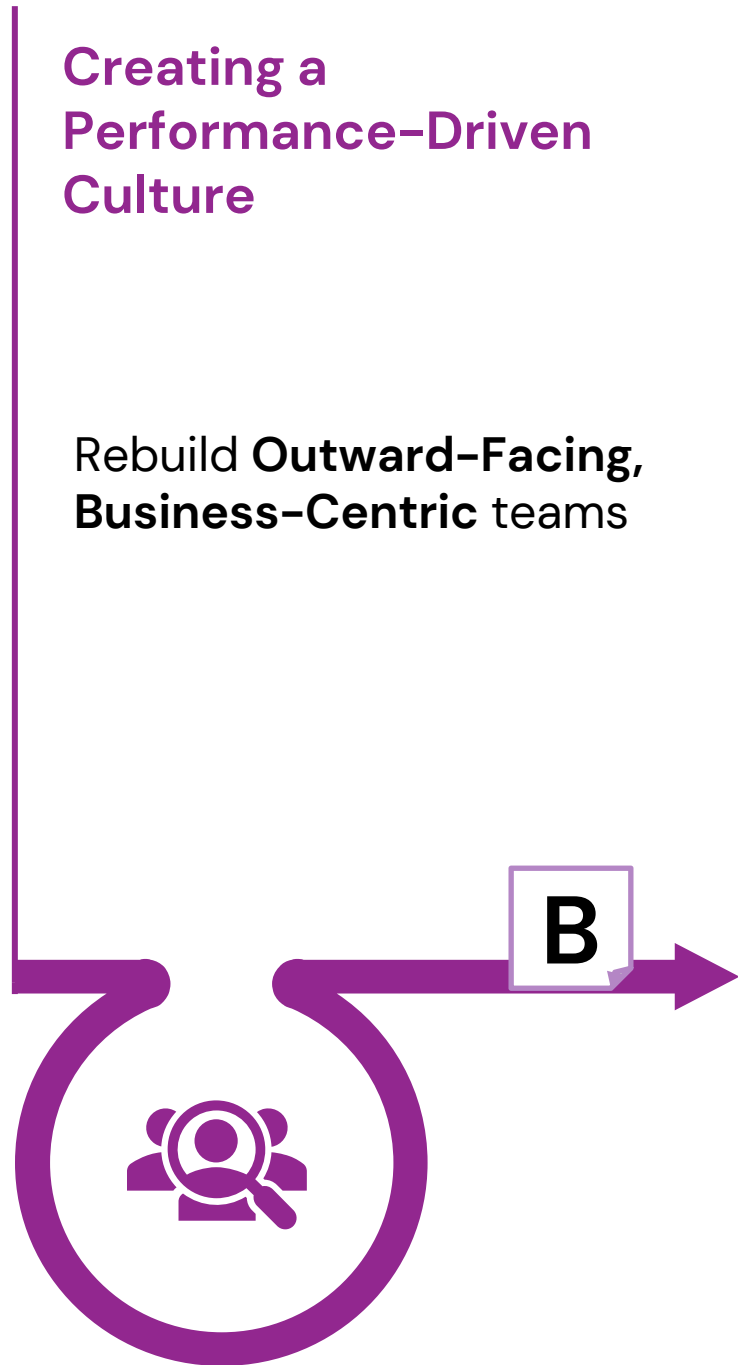 Creating a
Performance-Driven
Culture
Rebuild Outward-Facing,
Business-Centric teams
B